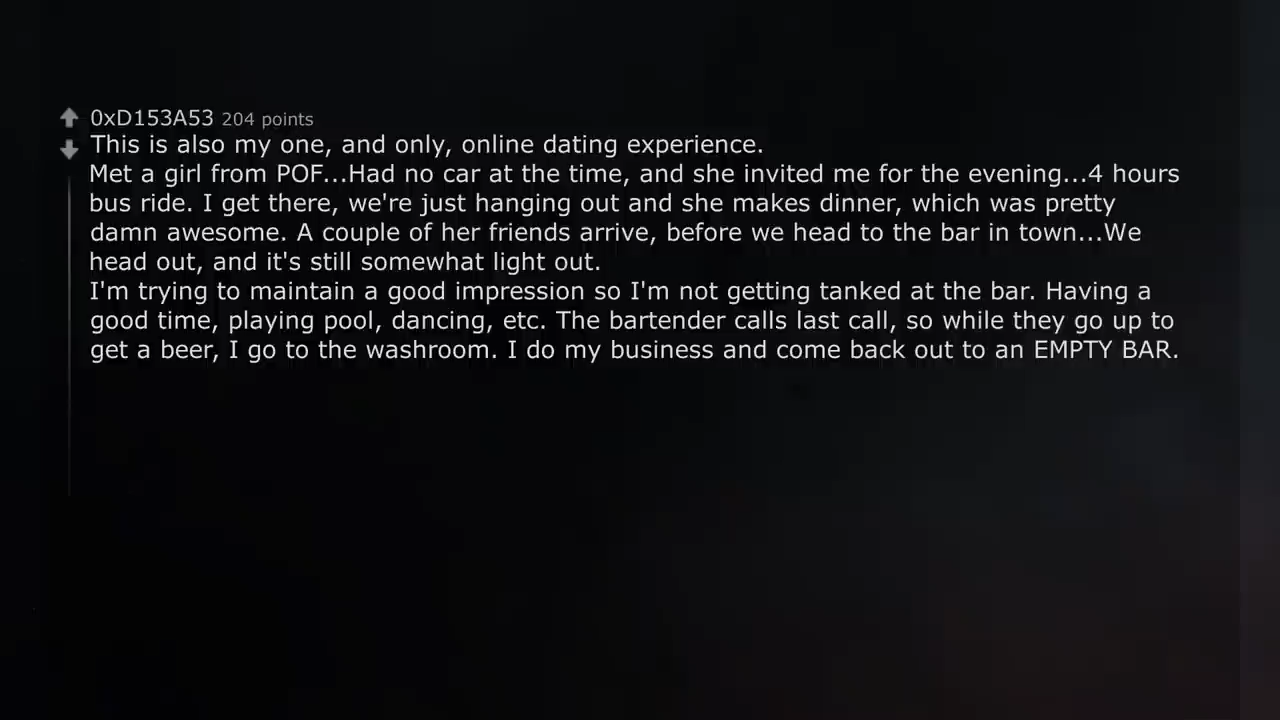 0xD153A53 204 points
This is also my one, and only, online dating experience.
Met a girl from POF...Had no car at the time, and she invited me for the evening...4 hours
bus ride. I get there, we're just hanging out and she makes dinner, which was pretty
damn awesome. A couple of her friends arrive, before we head to the bar in town...We
head out, and it's still somewhat light out.
I'm trying to maintain a good impression so I'm not getting tanked at the bar. Having a
good time, playing pool, dancing, etc. The bartender calls last call, so while they go up to
get a beer, I go to the washroom. I do my business and come back out to an EMPTY BAR.